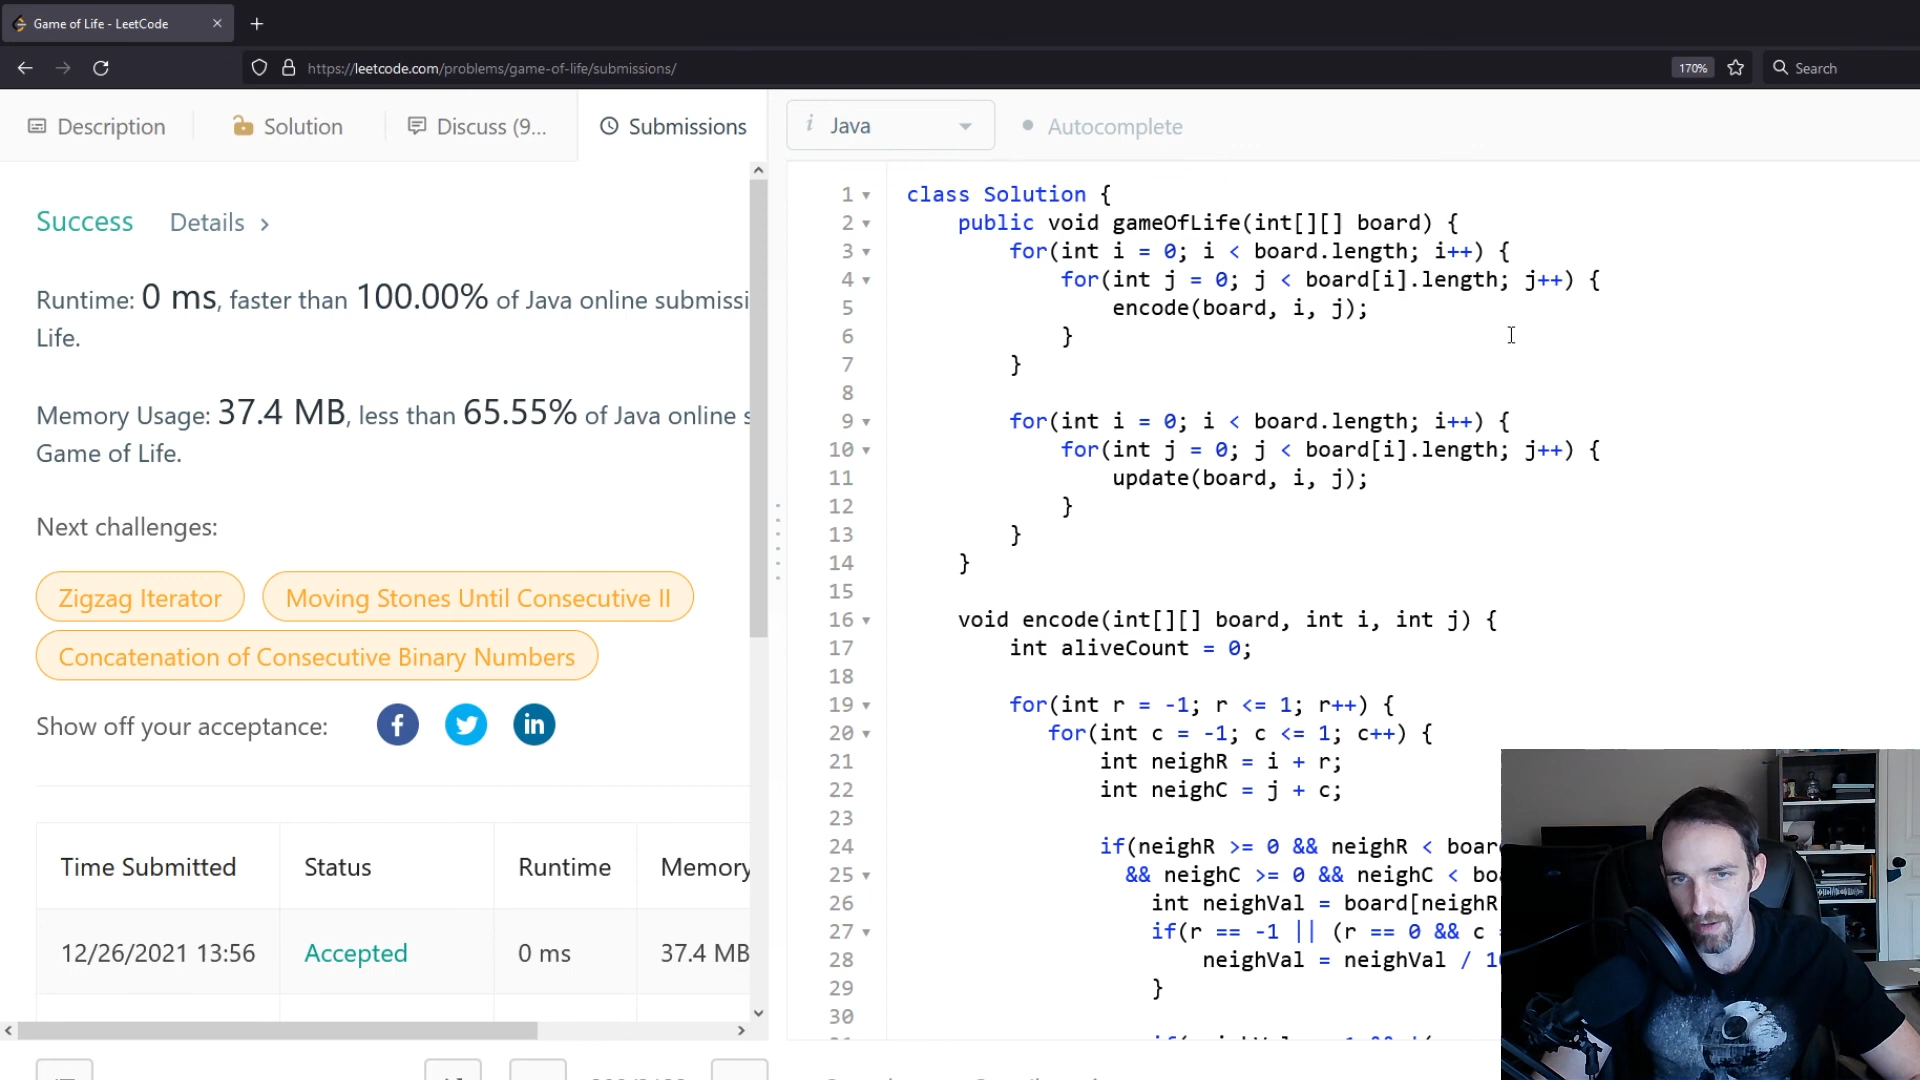 Game of Life - LeetCode
https://leetcode.com/problems/game-of-life/submissions/
170%
Search
Description
Solution
Discuss (9...
Submissions
i Java
Autocomplete
Success
Details
Runtime: 0 ms, faster than 100.00% of Java online submissi
Life.
Memory Usage: 37.4 MB, less than 65.55% of Java online s
Game of Life.
Next challenges:
Zigzag Iterator
Moving Stones Until Consecutive II
Concatenation of Consecutive Binary Numbers
Show off your acceptance:
Time Submitted
Status
Runtime
Memory
12/26/2021 13:56
Accepted
0 ms
37.4 MB
1 class Solution {
2 public void gameOfLife(int[][] board) {
3 for(int i = 0; i < board.length; i++) {
4 for(int j = 0; j < board[i].length; j++) {
5 encode(board, i, j);
6 }
7 }
8
9 for(int i = 0; i < board.length; i++) {
10 for(int j = 0; j < board[i].length; j++) {
11 update(board, i, j);
12 }
13 }
14 }
15
16 void encode(int[][] board, int i, int j) {
17 int aliveCount = 0;
18
19 for(int r = -1; r <= 1; r++) {
20 for(int c = -1; c <= 1; c++) {
21 int neighR = i + r;
22 int neighC = j + c;
23
24 if(neighR >= 0 && neighR < boar
25 && neighC >= 0 && neighC < bo
26 int neighVal = board[neighR
27 if(r == -1 || (r == 0 && c
28 neighVal = neighVal / 1
29 }
30